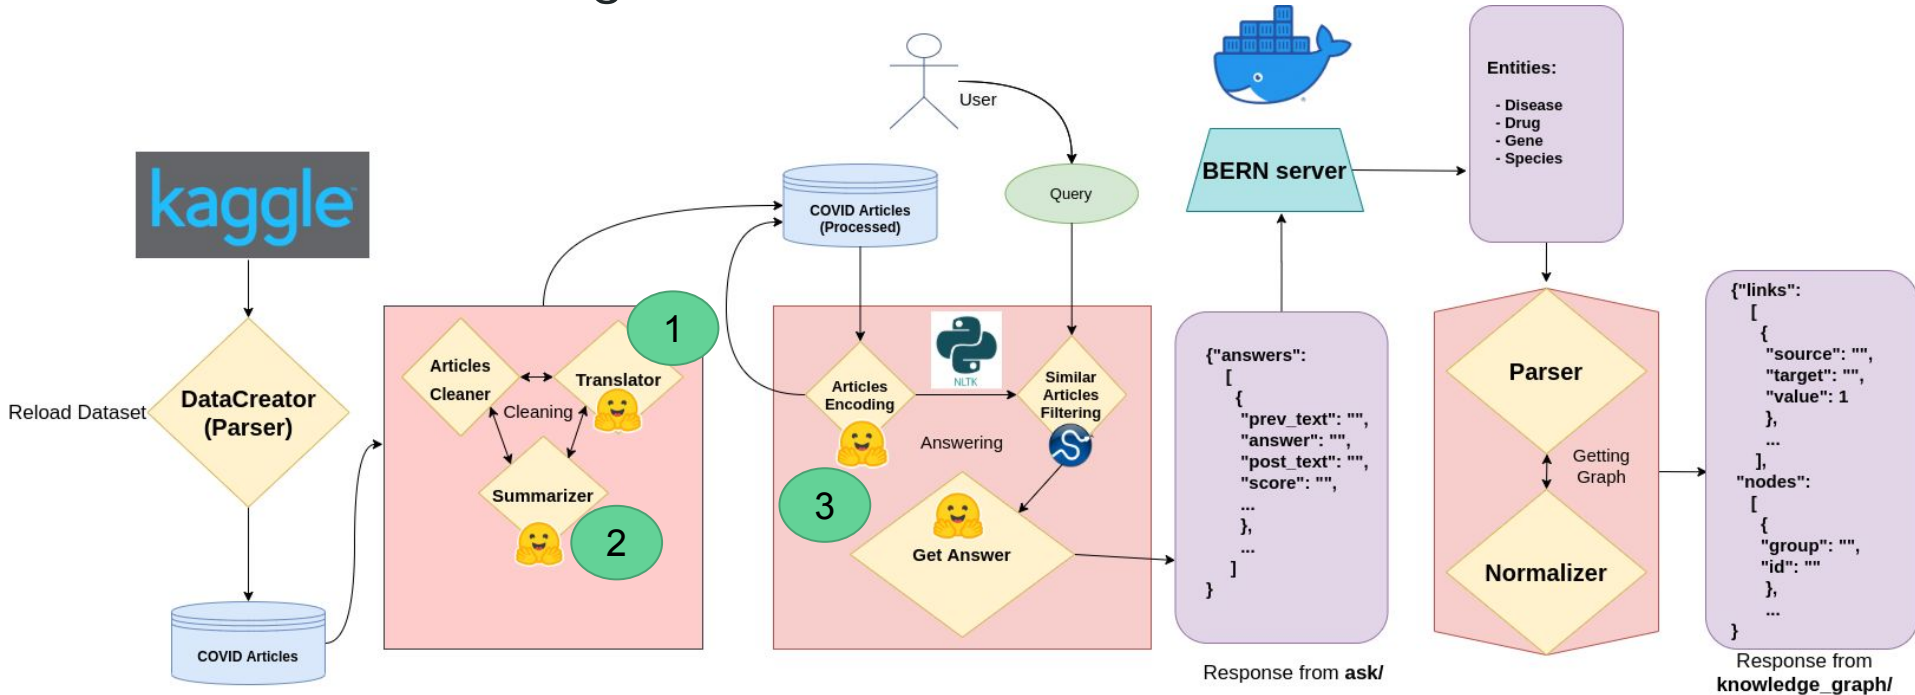 kaggle
Reload Dataset
DataCreator
(Parser)
COVID Articles
Articles
Cleaner
Translator
1
Cleaning
Summarizer
2
User
COVID Articles
(Processed)
Query
NLTK
Articles
Encoding
Similar
Articles
Filtering
Answering
3
Get Answer
BERN server
{"answers":
[
{
"prev_text": "",
"answer": "",
"post_text": "",
"score": "",
...
},
...
]
}
Response from ask/
Entities:
- Disease
- Drug
- Gene
- Species
Parser
Getting
Graph
Normalizer
{"links":
[
{
"source": "",
"target": "",
"value": 1
},
...
],
"nodes":
[
{
"group": "",
"id": ""
},
...
}
Response from
knowledge_graph/